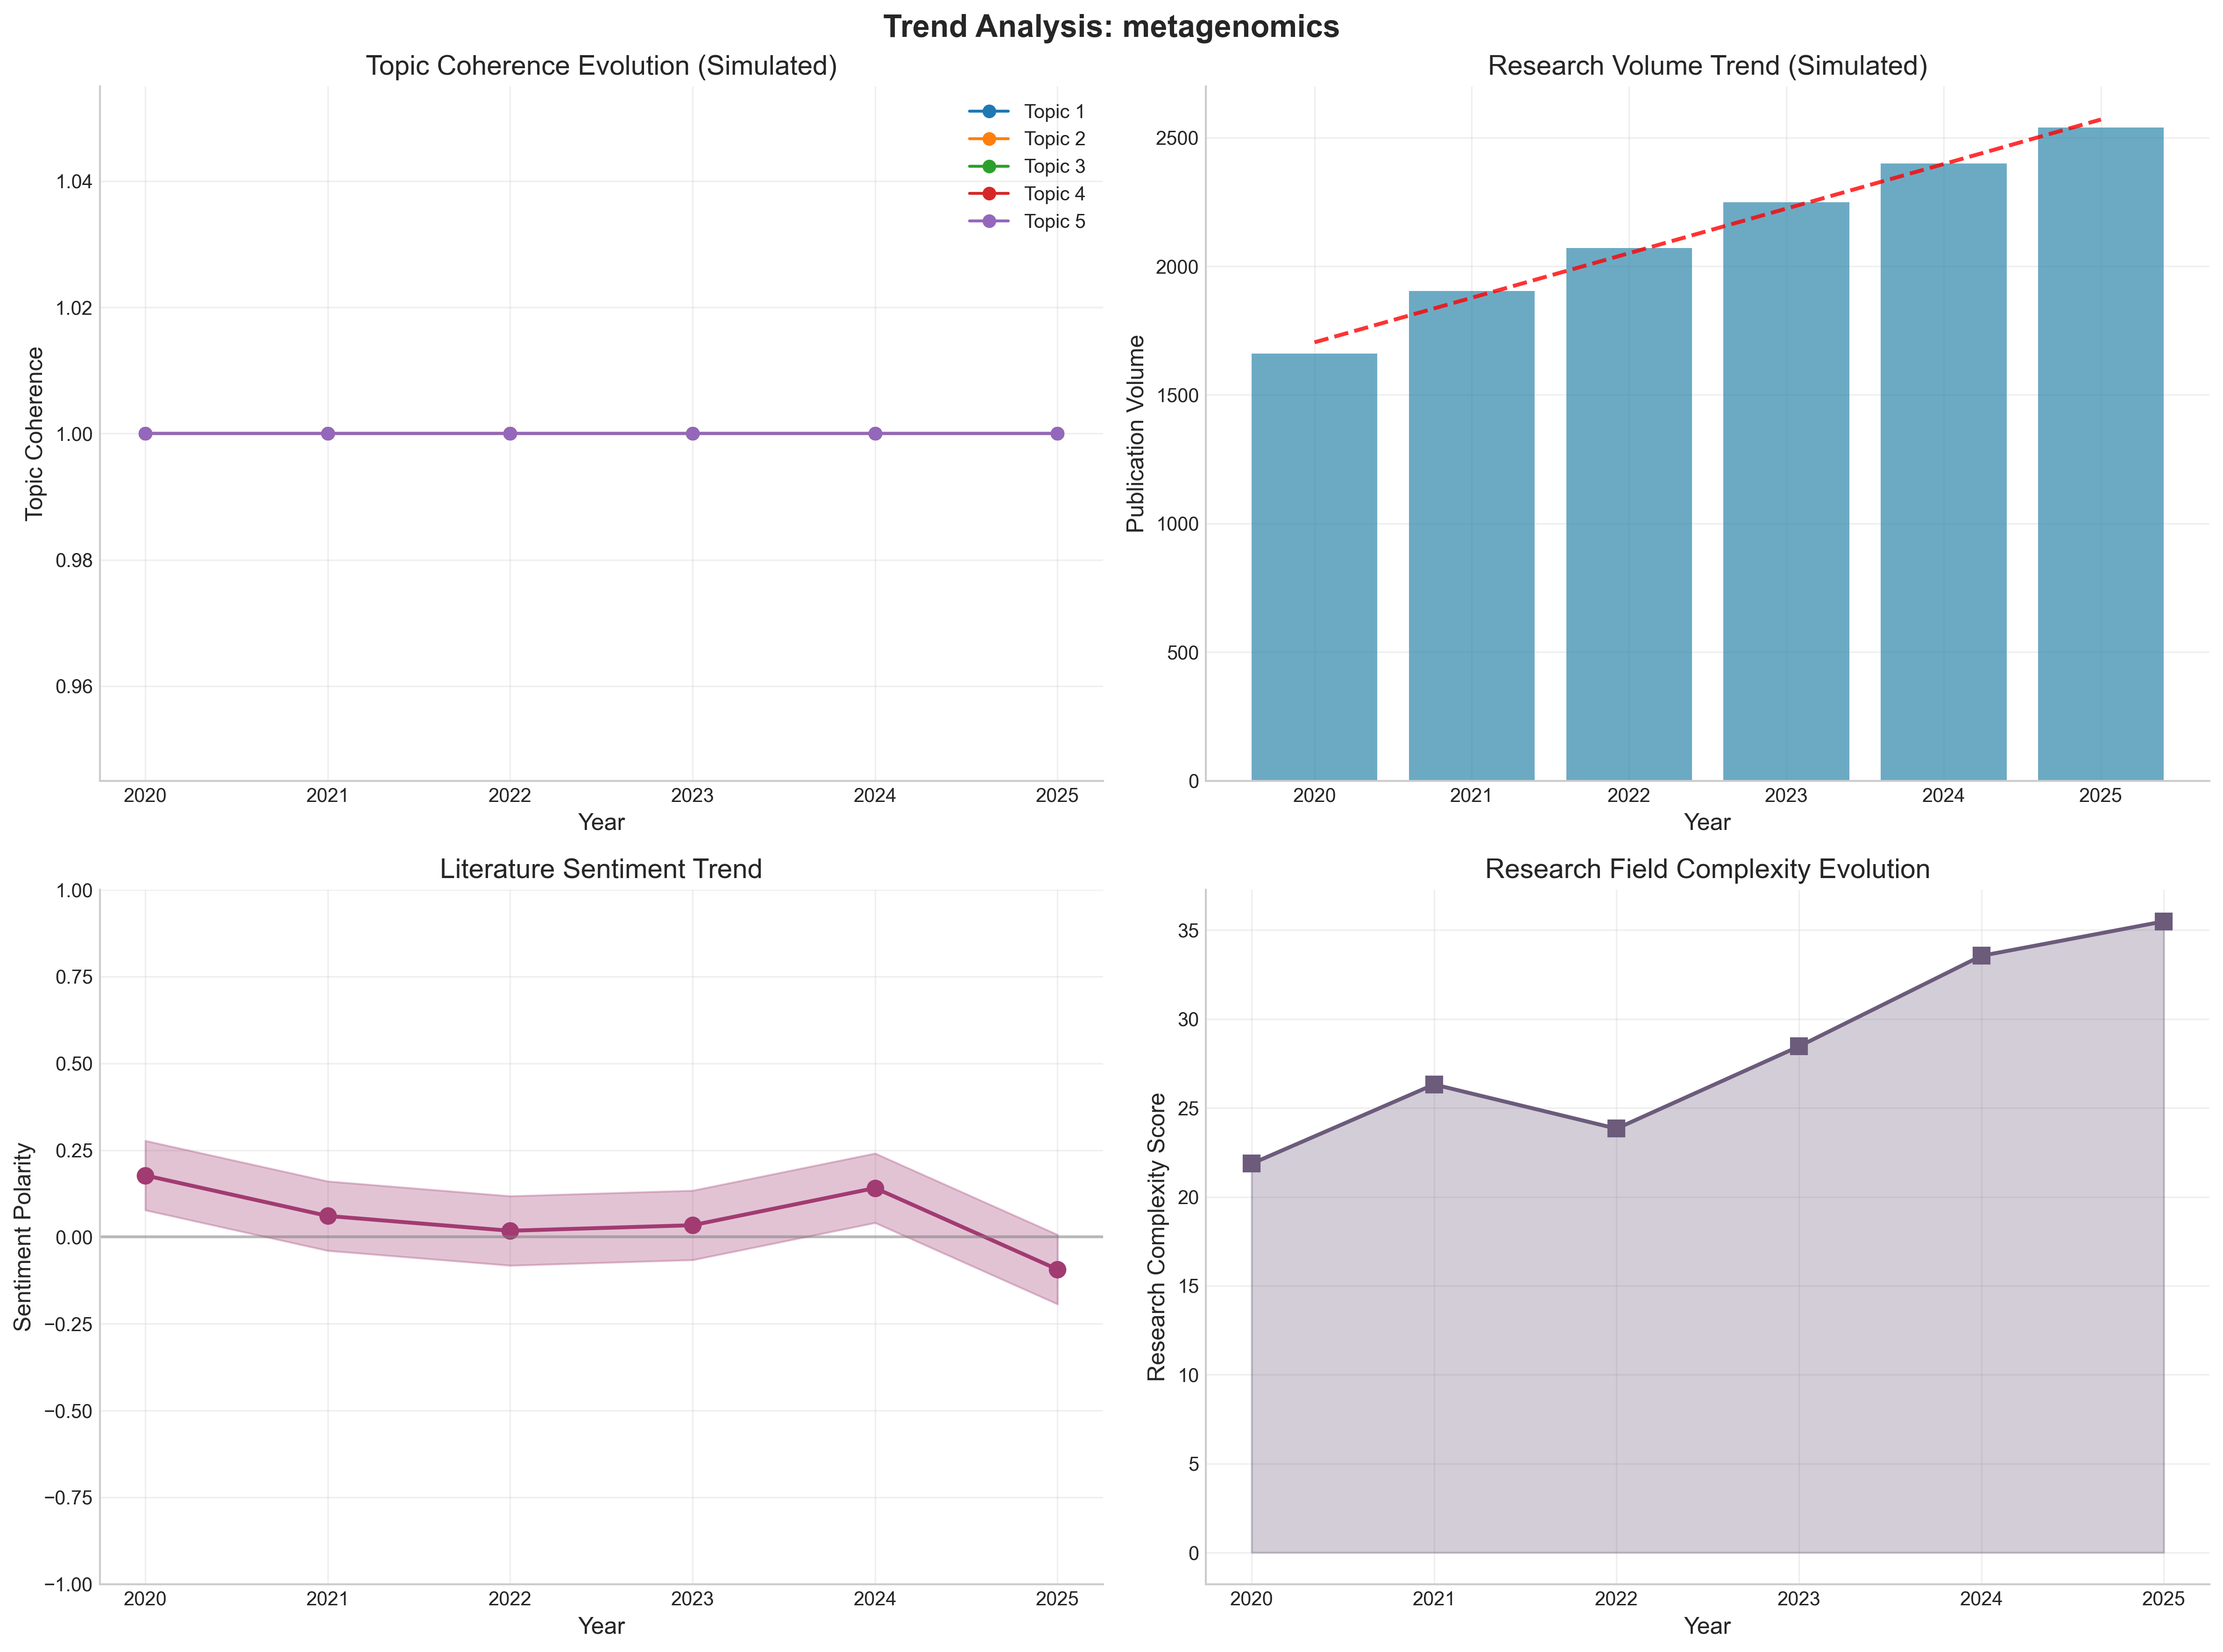 Trend Analysis: metagenomics
Topic Coherence Evolution (Simulated)
Topic 1
Topic 2
Topic 3
Topic 4
Topic 5
Topic Coherence
1.04
1.02
1.00
0.98
0.96
2020 2021 2022 2023 2024 2025
Year
Research Volume Trend (Simulated)
Publication Volume
2500
2000
1500
1000
500
0
2020 2021 2022 2023 2024 2025
Year
Literature Sentiment Trend
Sentiment Polarity
1.00
0.75
0.50
0.25
0.00
−0.25
−0.50
−0.75
−1.00
2020 2021 2022 2023 2024 2025
Year
Research Field Complexity Evolution
Research Complexity Score
35
30
25
20
15
10
5
0
2020 2021 2022 2023 2024 2025
Year